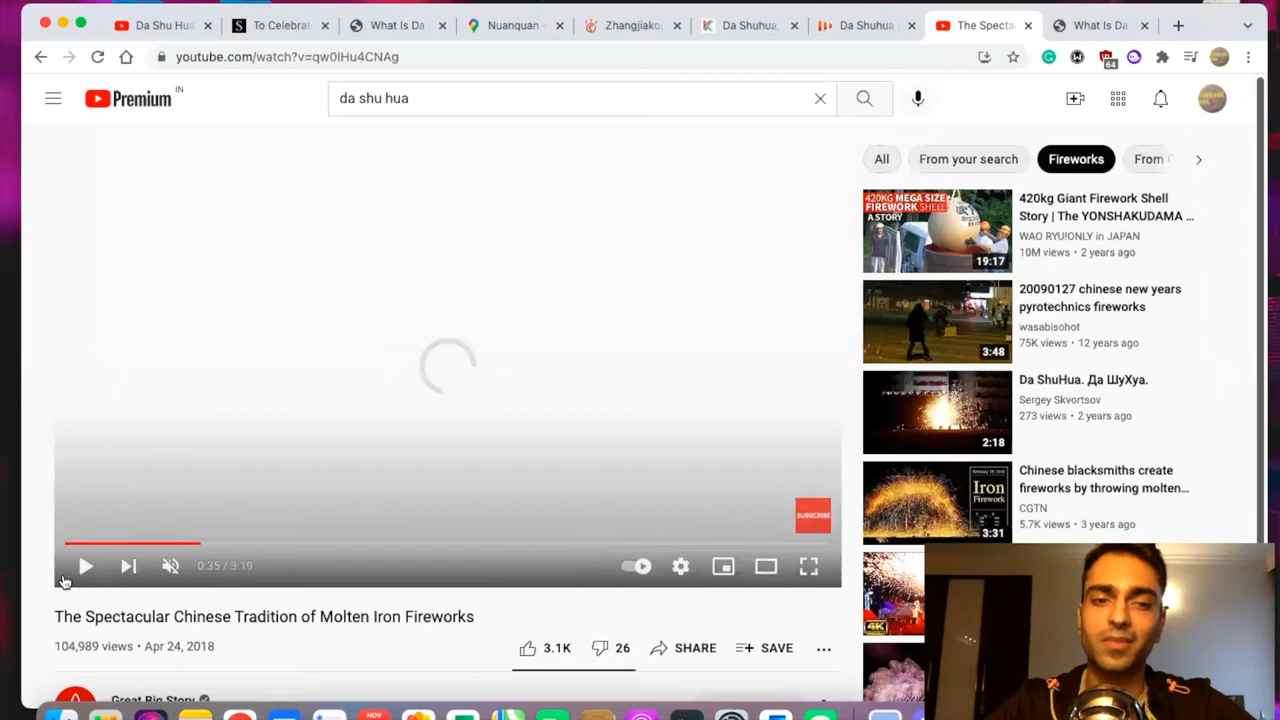 Da Shu Hua
To Celebrat
What Is Da
Nuanquan
Zhangjiako
Da Shuhua,
Da Shuhua
The Specta
What Is Da
youtube.com/watch?v=qw0lHu4CHAg
64
Premium IN
da shu hua
All
From your search
Fireworks
From
420KG MEGA SIZE
FIREWORK SHELL
A STORY
19:17
420kg Giant Firework Shell
Story | The YONSHAKUDAMA ...
WAO RYU!ONLY in JAPAN
10M views • 2 years ago
3:48
20090127 chinese new years
pyrotechnics fireworks
wasabisohot
75K views • 12 years ago
2:18
Da ShuHua. Да ШуХуа.
Sergey Skvortsov
273 views • 2 years ago
Iron
Firework
3:31
Chinese blacksmiths create
fireworks by throwing molten...
CGTN
5.7K views • 3 years ago
4K
SUBSCRIBE
0:35 / 3:19
The Spectacular Chinese Tradition of Molten Iron Fireworks
104,989 views • Apr 24, 2018
3.1K
26
SHARE
SAVE
Great Big Story
NOV